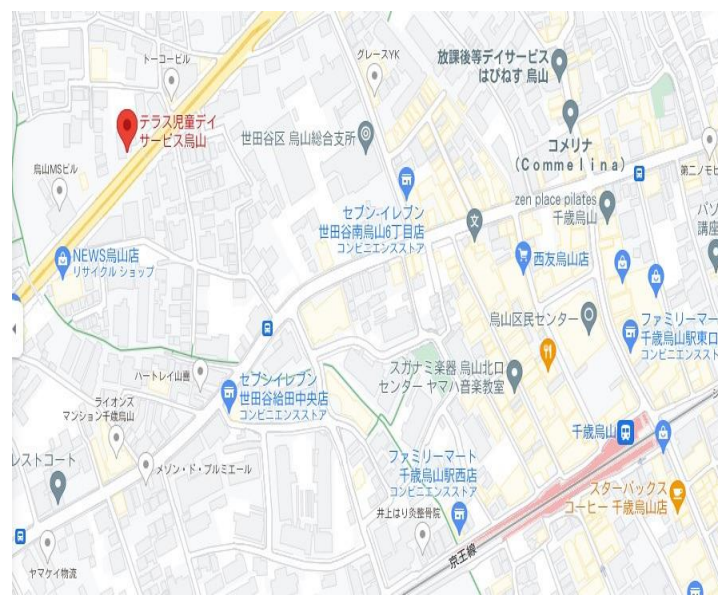 トーコービル
グレースYK
放課後等デイサービス
はぴねす 烏山
テラス児童デイ
サービス烏山
世田谷区 烏山総合支所
コメリナ
(Commelina)
烏山MSビル
第二ノモビ
セブン-イレブン
世田谷南烏山6丁目店
コンビニエンスストア
zen place pilates
千歳烏山
文
パソ
講座
NEWS烏山店
リサイクル ショップ
西友烏山店
烏山区民センター
ファミリーマー
千歳烏山駅東口
コンビニエンスス
ハートレイ山喜
セブンイレブン
世田谷給田中央店
コンビニエンスストア
スガナミ楽器 烏山北口
センター ヤマハ音楽教室
ライオンズ
マンション千歳烏山
千歳烏山
レストコート
メゾン・ド・プルミエール
ファミリーマート
千歳烏山駅西店
コンビニエンスストア
スターバックス
コーヒー 千歳烏山店
井上はり灸整骨院
京王線
ヤマケイ物流